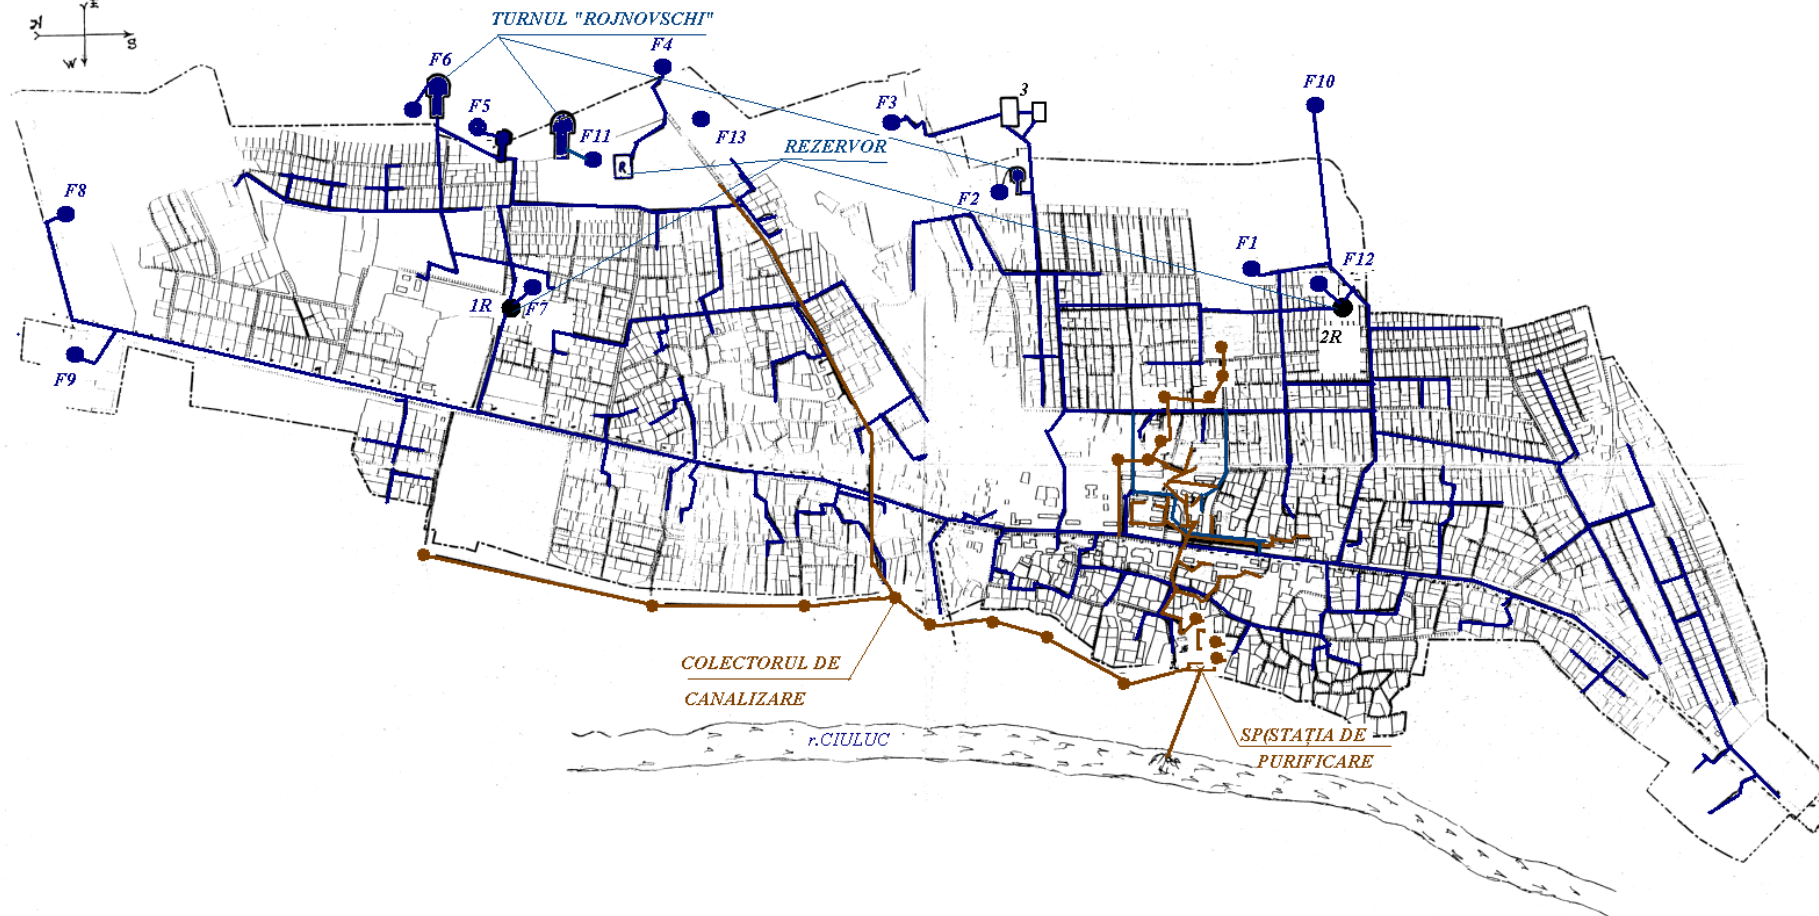 E
N
S
W
TURNUL "ROJNOVSCHI"
F6
F4
F5
F11
F13
F3
3
F10
REZERVOR
R
F8
F2
F1
F12
1R
F7
2R
F9
COLECTORUL DE
CANALIZARE
r.CIULUC
SP(STAȚIA DE
PURIFICARE